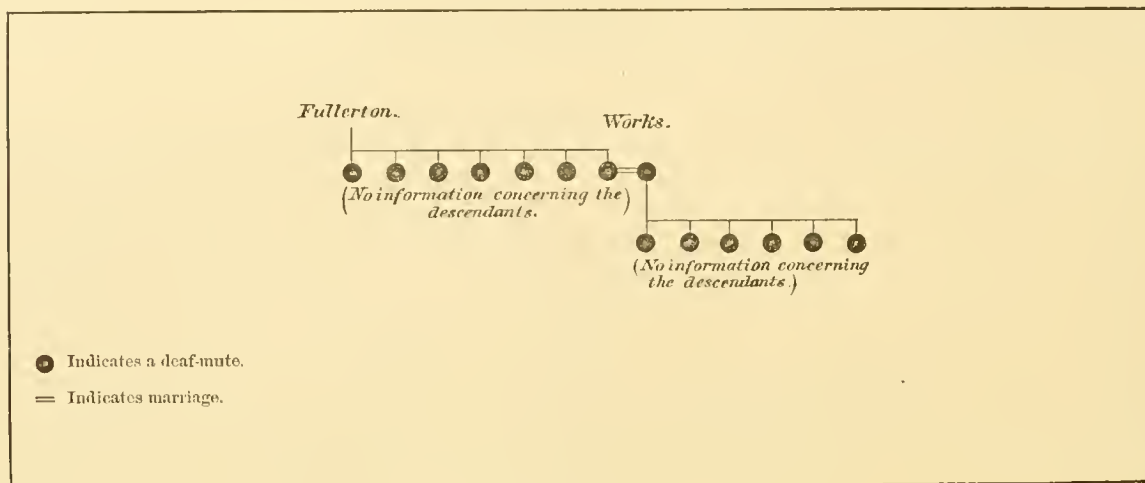 Fullerton.
Works.
(No information concerning the
descendants.)
(No information concerning
the descendants.)
Indicates a deaf-mute.
= Indicates marriage.